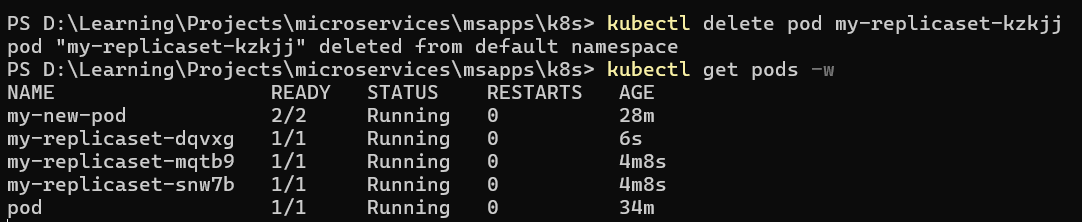 PS D:\Learning\Projects\microservices\msapps\k8s> kubectl delete pod my-replicaset-kzkjj
pod "my-replicaset-kzkjj" deleted from default namespace
PS D:\Learning\Projects\microservices\msapps\k8s> kubectl get pods -w
NAME                  READY   STATUS    RESTARTS   AGE
my-new-pod            2/2     Running   0          28m
my-replicaset-dqvxg   1/1     Running   0          6s
my-replicaset-mqtb9   1/1     Running   0          4m8s
my-replicaset-snw7b   1/1     Running   0          4m8s
pod                   1/1     Running   0          34m